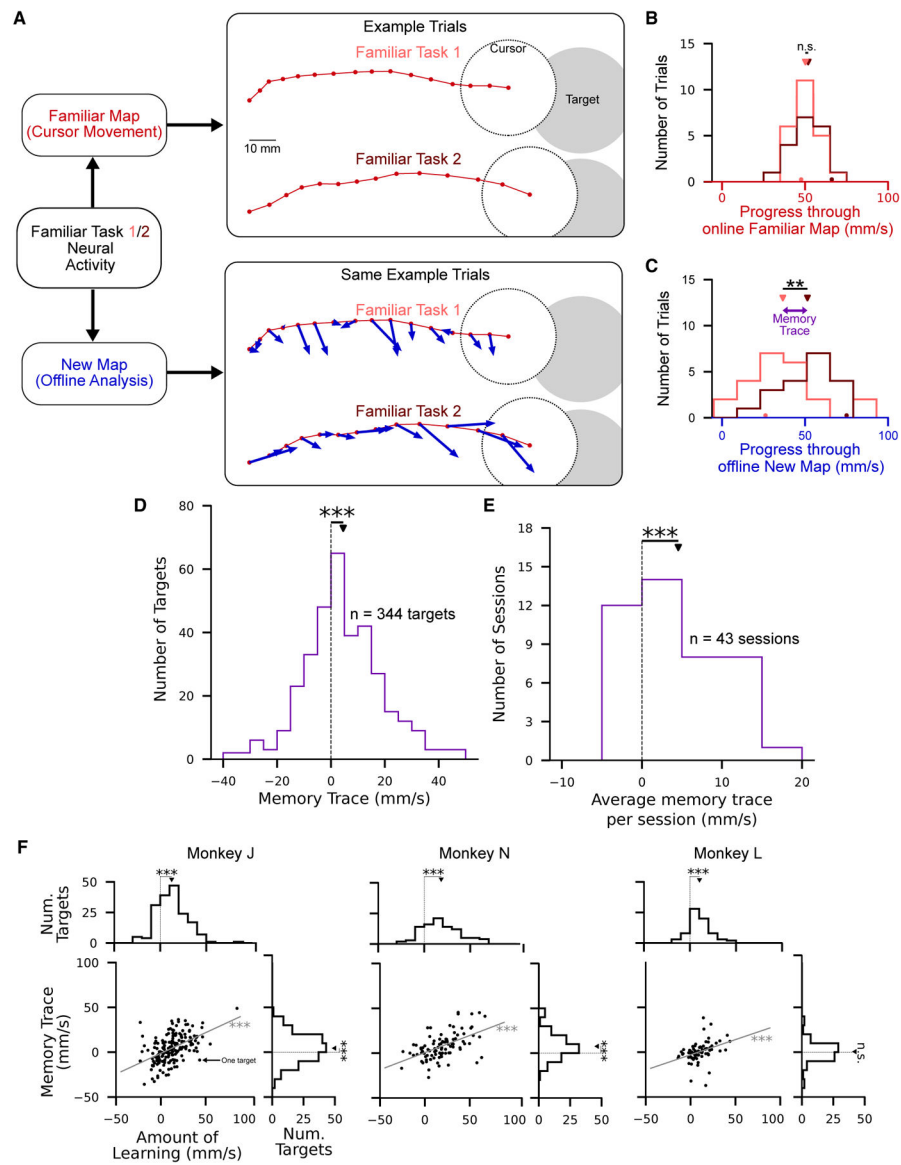 A
Example Trials
Familiar Task 1
Cursor
Target
10 mm
Familiar Task 2
Familiar Map
(Cursor Movement)
Familiar Task 1/2
Neural
Activity
New Map
(Offline Analysis)
Same Example Trials
Familiar Task 1
Familiar Task 2
B
n.s.
Number of Trials
15
10
5
0
0
50
100
Progress through
online Familiar Map (mm/s)
C
**
Memory
Trace
Number of Trials
15
10
5
0
0
50
100
Progress through
offline New Map (mm/s)
D
***
n = 344 targets
Number of Targets
80
60
40
20
0
−40
−20
0
20
40
Memory Trace (mm/s)
E
***
n = 43 sessions
Number of Sessions
18
15
12
9
6
3
0
−10
0
10
20
Average memory trace
per session (mm/s)
F
Monkey J
Monkey N
Monkey L
***
***
***
Num.
Targets
50
25
0
Memory Trace
(mm/s)
100
50
0
−50
***
One target
−50
0
50
100
Amount of
Learning (mm/s)
***
0
25
50
Num.
Targets
***
−50
0
50
100
***
0
25
50
***
−50
0
50
100
n.s.
0
25
50